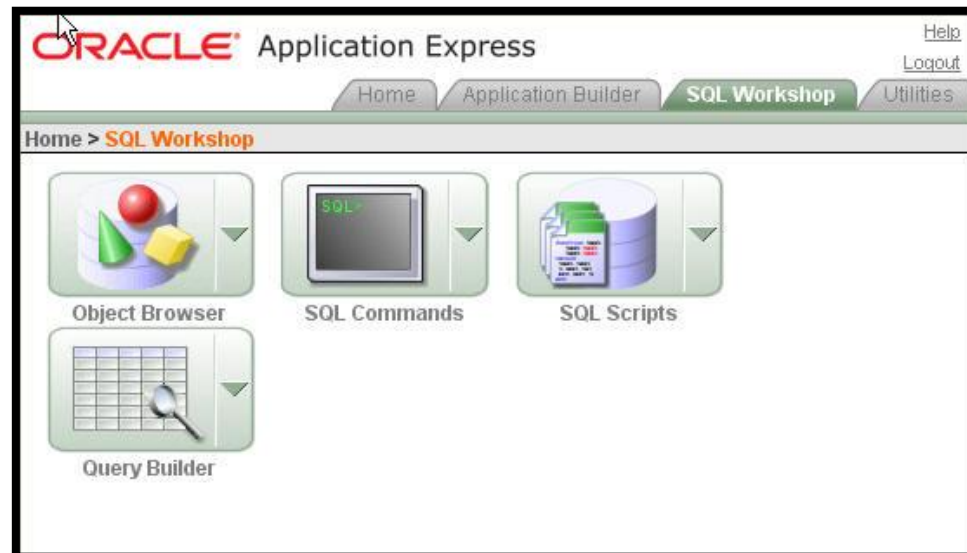 ORACLE Application Express
Help
Logout
Home Application Builder SQL Workshop Utilities
Home > SQL Workshop
SQL>
Object Browser SQL Commands SQL Scripts
Query Builder